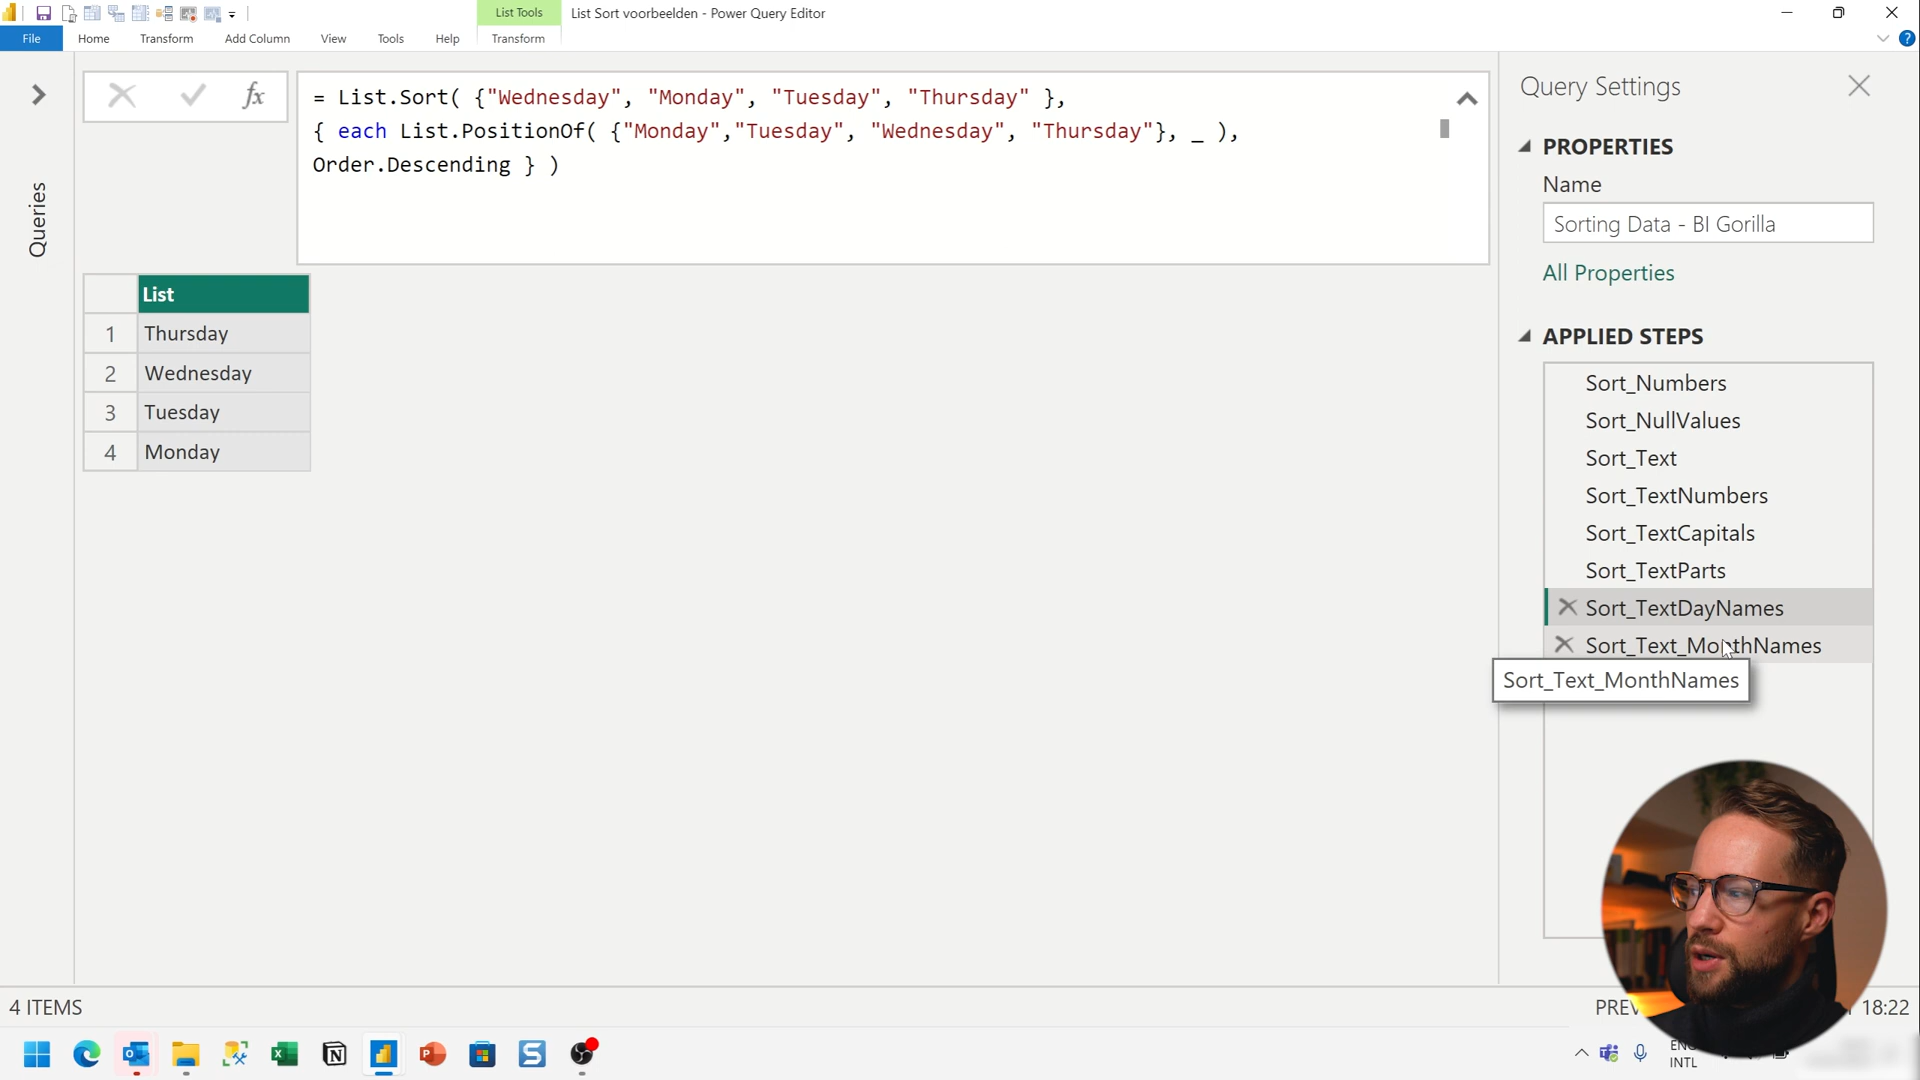 List Tools
List Sort voorbeelden - Power Query Editor
File
Home
Transform
Add Column
View
Tools
Help
Transform
Queries
fx
= List.Sort( {"Wednesday", "Monday", "Tuesday", "Thursday" },
{ each List.PositionOf( {"Monday","Tuesday", "Wednesday", "Thursday"}, _ ),
Order.Descending } )
List
1 Thursday
2 Wednesday
3 Tuesday
4 Monday
Query Settings
PROPERTIES
Name
Sorting Data - BI Gorilla
All Properties
APPLIED STEPS
Sort_Numbers
Sort_NullValues
Sort_Text
Sort_TextNumbers
Sort_TextCapitals
Sort_TextParts
Sort_TextDayNames
Sort_Text_MonthNames
Sort_Text_MonthNames
4 ITEMS
18:22
INTL